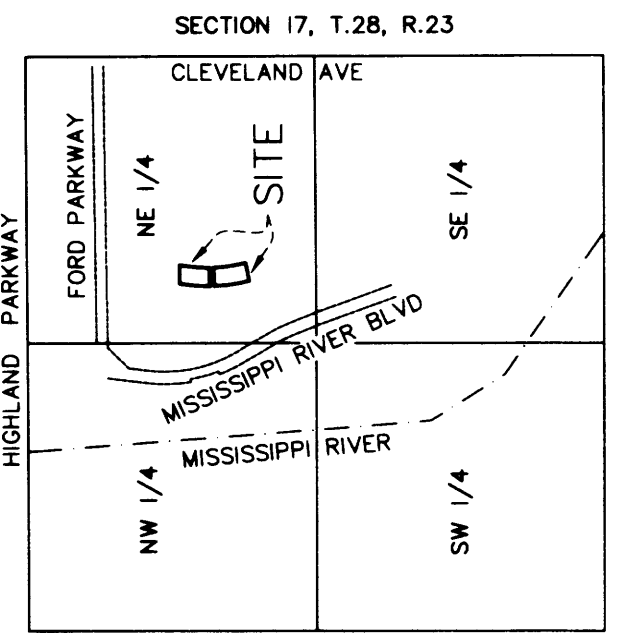 SECTION 17, T.28, R.23
CLEVELAND AVE
FORD PARKWAY
NE 1/4
SITE
SE 1/4
HIGHLAND PARKWAY
MISSISSIPPI RIVER BLVD
MISSISSIPPI RIVER
NW 1/4
SW 1/4